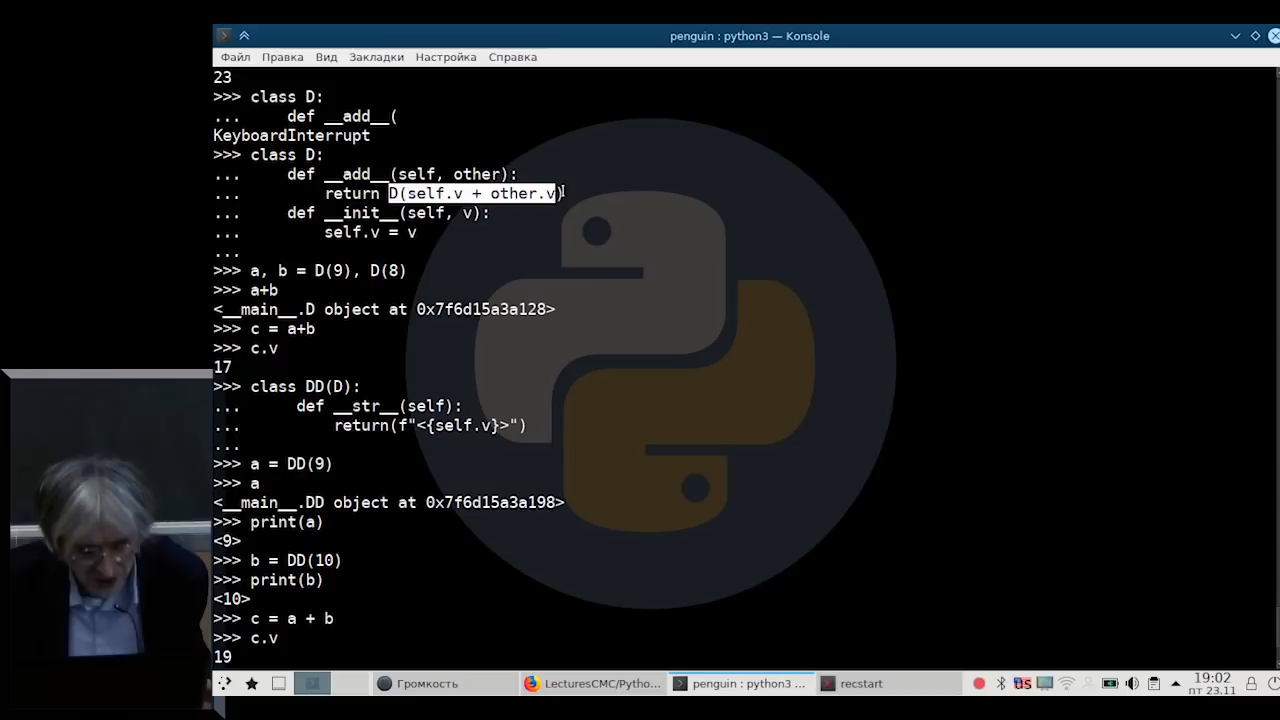 penguin : python3 — Konsole
Файл Правка Вид Закладки Настройка Справка
23
>>> class D:
...     def __add__(
KeyboardInterrupt
>>> class D:
...     def __add__(self, other):
...         return D(self.v + other.v)
...     def __init__(self, v):
...         self.v = v
...
>>> a, b = D(9), D(8)
>>> a+b
<__main__.D object at 0x7f6d15a3a128>
>>> c = a+b
>>> c.v
17
>>> class DD(D):
...      def __str__(self):
...          return(f"<{self.v}>")
...
>>> a = DD(9)
>>> a
<__main__.DD object at 0x7f6d15a3a198>
>>> print(a)
<9>
>>> b = DD(10)
>>> print(b)
<10>
>>> c = a + b
>>> c.v
19
Громкость LecturesCMC/Pytho... penguin : python3 ... recstart us 19:02
пт 23.11